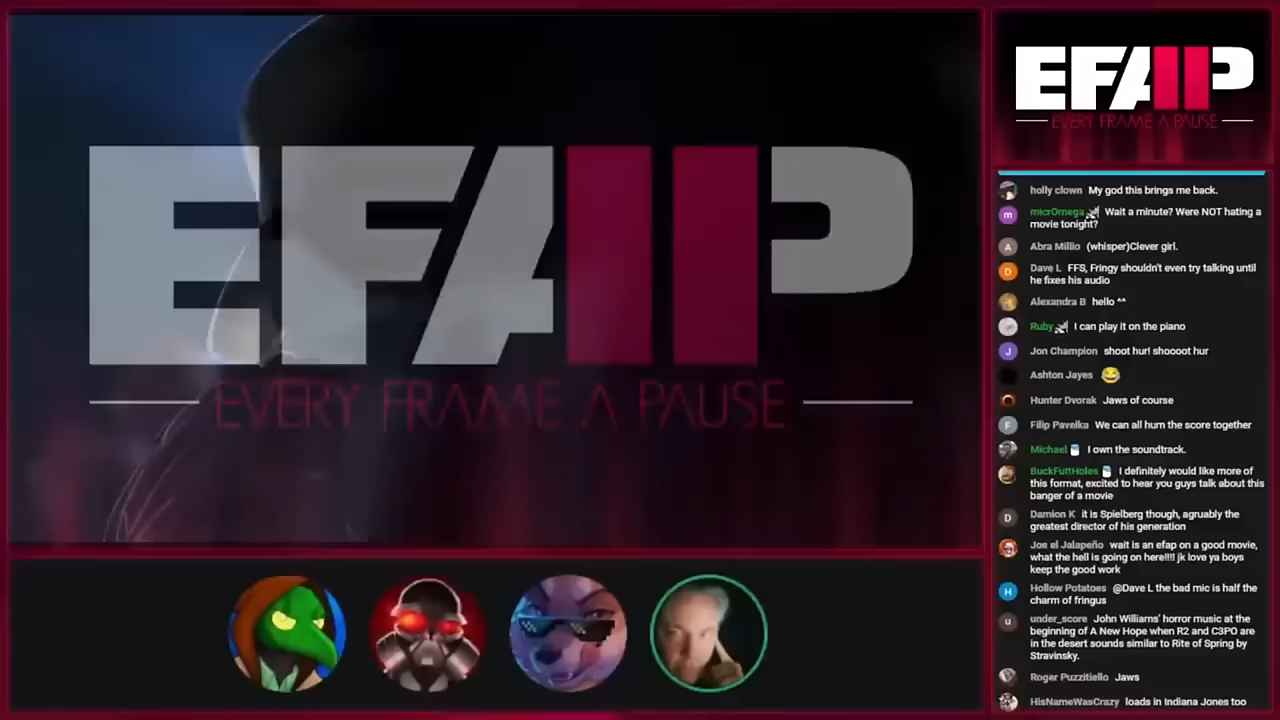 EFAP
EVERY FRAME A PAUSE
EFAP
EVERY FRAME A PAUSE
holly clown My god this brings me back.
micrOmega Wait a minute? Were NOT hating a
movie tonight?
Abra Millio (whisper)Clever girl.
Dave L FFS, Fringy shouldn't even try talking until
he fixes his audio
Alexandra B hello ^^
Ruby I can play it on the piano
Jon Champion shoot hur! shoooot hur
Ashton Jayes 😂
Hunter Dvorak Jaws of course
Filip Pavelka We can all hum the score together
Michael I own the soundtrack.
BuckFuttHoles I definitely would like more of
this format, excited to hear you guys talk about this
banger of a movie
Damion K it is Spielberg though, agruably the
greatest director of his generation
Joe el Jalapeño wait is an efap on a good movie,
what the hell is going on here!!!! jk love ya boys
keep the good work
Hollow Potatoes @Dave L the bad mic is half the
charm of fringus
under_score John Williams' horror music at the
beginning of A New Hope when R2 and C3PO are
in the desert sounds similar to Rite of Spring by
Stravinsky.
Roger Puzzitiello Jaws
HisNameWasCrazy loads in Indiana Jones too